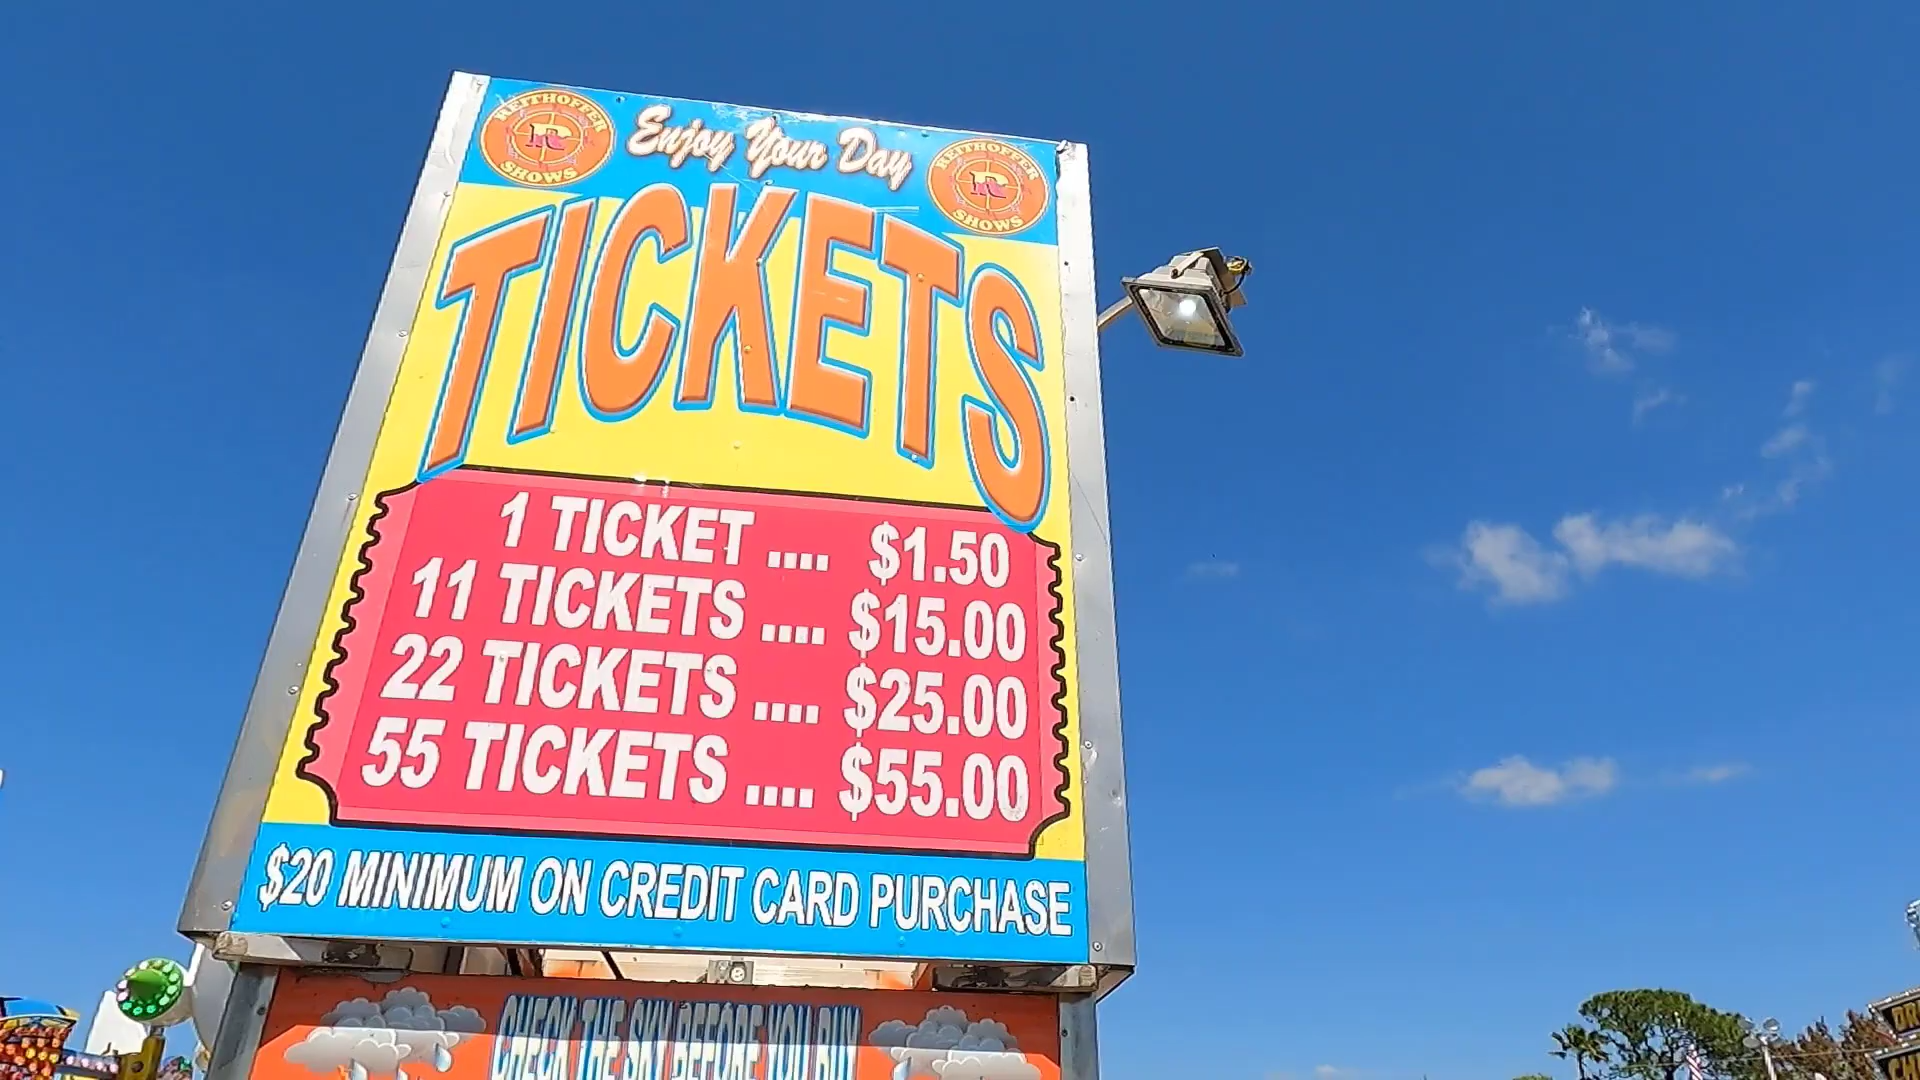 REITHOFFER
R
SHOWS
Enjoy Your Day
REITHOFFER
R
SHOWS
TICKETS
1 TICKET .... $1.50
11 TICKETS .... $15.00
22 TICKETS .... $25.00
55 TICKETS .... $55.00
$20 MINIMUM ON CREDIT CARD PURCHASE
CHECK THE SKY BEFORE YOU BUY